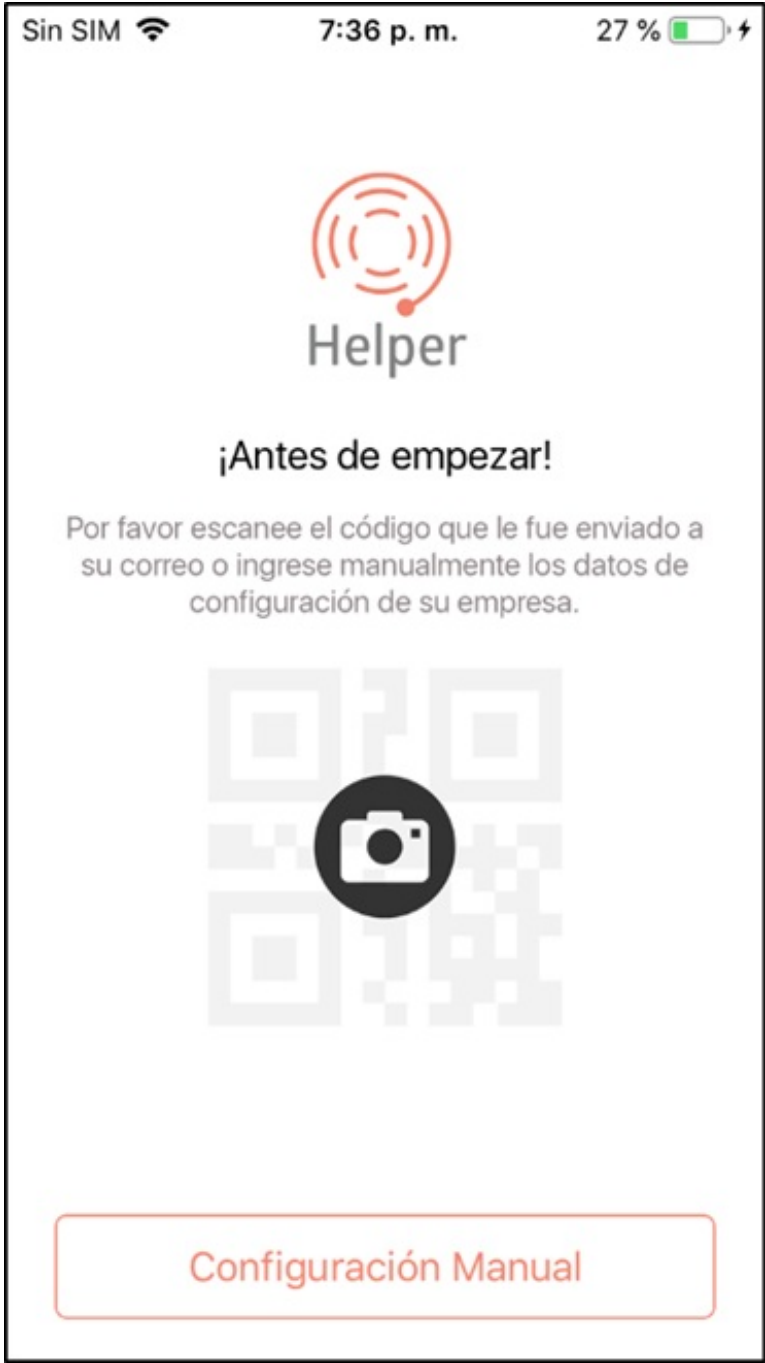 Sin SIM 7:36 p. m. 27 %
Helper
¡Antes de empezar!
Por favor escanee el código que le fue enviado a
su correo o ingrese manualmente los datos de
configuración de su empresa.
Configuración Manual